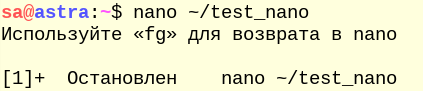 sa@astra:~$ nano ~/test_nano
Используйте «fg» для возврата в nano
[1]+  Остановлен    nano ~/test_nano